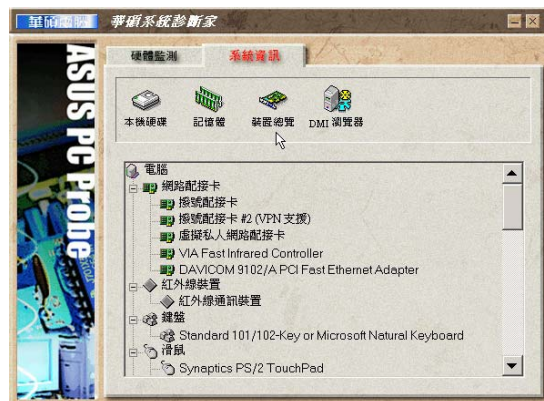 華碩電腦 華碩系統診斷家
ASUS PC Probe
硬體監測 系統資訊
本機硬碟 記憶體 裝置總覽 DMI 瀏覽器
電腦
網路配接卡
撥號配接卡
撥號配接卡 #2 (VPN 支援)
虛擬私人網路配接卡
VIA Fast Infrared Controller
DAVICOM 9102/A PCI Fast Ethernet Adapter
紅外線裝置
紅外線通訊裝置
鍵盤
Standard 101/102-Key or Microsoft Natural Keyboard
滑鼠
Synaptics PS/2 TouchPad